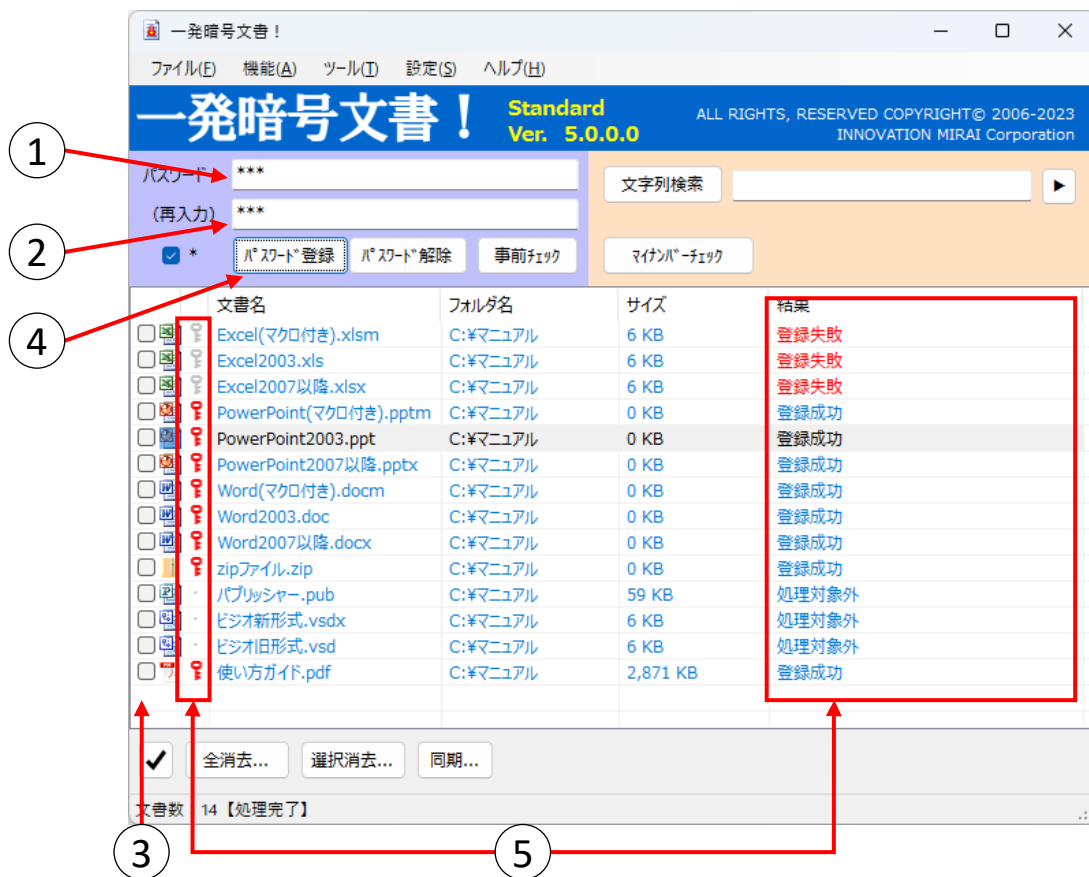 一発暗号文書！
ファイル(F) 機能(A) ツール(T) 設定(S) ヘルプ(H)
一発暗号文書！
Standard
Ver. 5.0.0.0
ALL RIGHTS, RESERVED COPYRIGHT© 2006-2023
INNOVATION MIRAI Corporation
①
パスワード ***
文字列検索 ▶
②
(再入力) ***
* パスワード登録 パスワード解除 事前チェック マイナンバーチェック
④
文書名 フォルダ名 サイズ 結果
Excel(マクロ付き).xlsm C:¥マニュアル 6 KB 登録失敗
Excel2003.xls C:¥マニュアル 6 KB 登録失敗
Excel2007以降.xlsx C:¥マニュアル 6 KB 登録失敗
PowerPoint(マクロ付き).pptm C:¥マニュアル 0 KB 登録成功
PowerPoint2003.ppt C:¥マニュアル 0 KB 登録成功
PowerPoint2007以降.pptx C:¥マニュアル 0 KB 登録成功
Word(マクロ付き).docm C:¥マニュアル 0 KB 登録成功
Word2003.doc C:¥マニュアル 0 KB 登録成功
Word2007以降.docx C:¥マニュアル 0 KB 登録成功
zipファイル.zip C:¥マニュアル 0 KB 登録成功
パブリッシャー.pub C:¥マニュアル 59 KB 処理対象外
ビジオ新形式.vsdx C:¥マニュアル 6 KB 処理対象外
ビジオ旧形式.vsd C:¥マニュアル 6 KB 処理対象外
使い方ガイド.pdf C:¥マニュアル 2,871 KB 登録成功
全消去... 選択消去... 同期...
文書数 14【処理完了】
③ ⑤